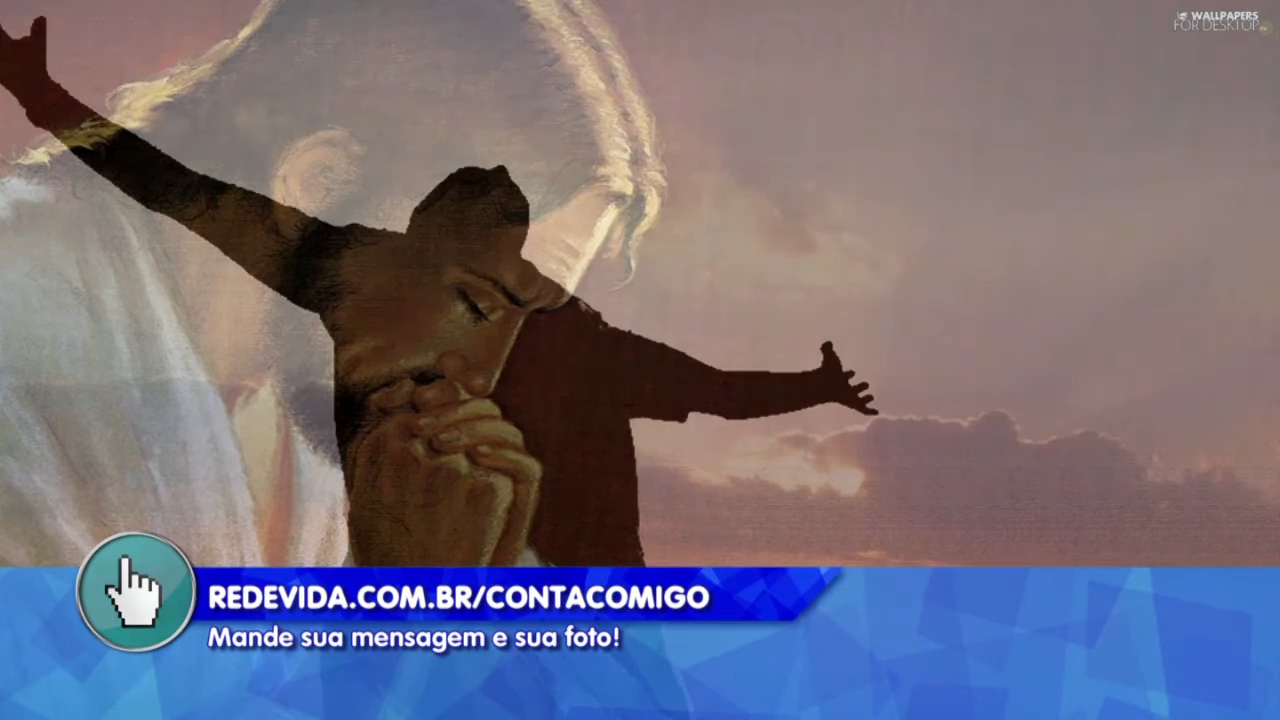 WALLPAPERS
FOR DESKTOP
REDEVIDA.COM.BR/CONTACOMIGO
Mande sua mensagem e sua foto!